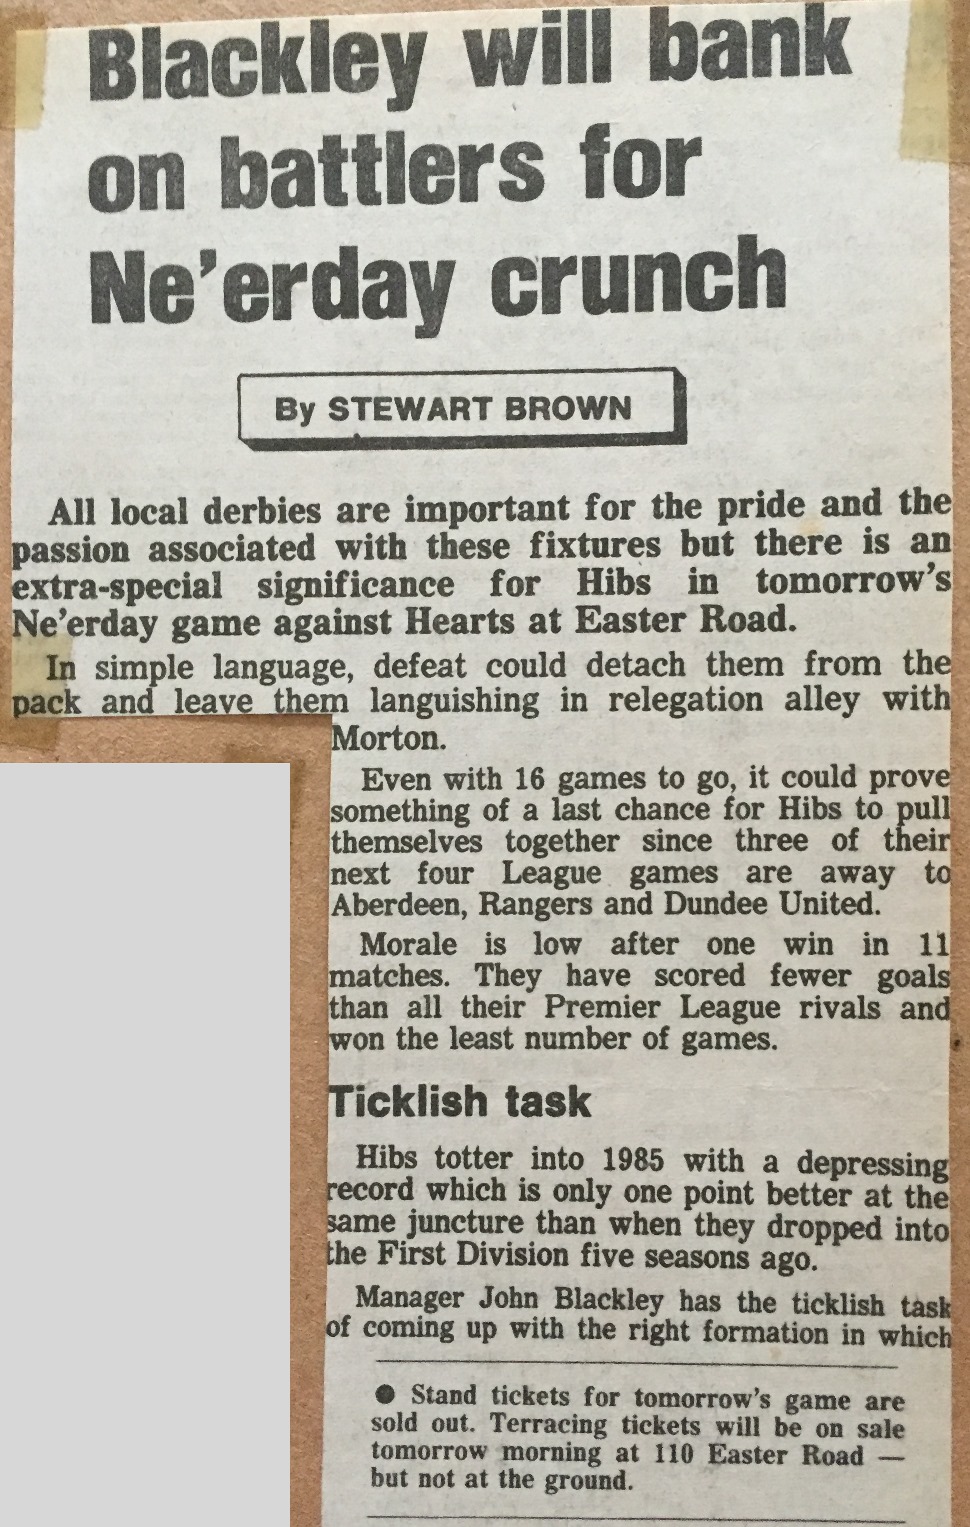 Blackley will bank
on battlers for
Ne'erday crunch
By STEWART BROWN
All local derbies are important for the pride and the
passion associated with these fixtures but there is an
extra-special significance for Hibs in tomorrow's
Ne'erday game against Hearts at Easter Road.
In simple language, defeat could detach them from the
pack and leave them languishing in relegation alley with
Morton.
Even with 16 games to go, it could prove
something of a last chance for Hibs to pull
themselves together since three of their
next four League games are away to
Aberdeen, Rangers and Dundee United.
Morale is low after one win in 11
matches. They have scored fewer goals
than all their Premier League rivals and
won the least number of games.
Ticklish task
Hibs totter into 1985 with a depressing
record which is only one point better at the
same juncture than when they dropped into
the First Division five seasons ago.
Manager John Blackley has the ticklish task
of coming up with the right formation in which
● Stand tickets for tomorrow's game are
sold out. Terracing tickets will be on sale
tomorrow morning at 110 Easter Road —
but not at the ground.